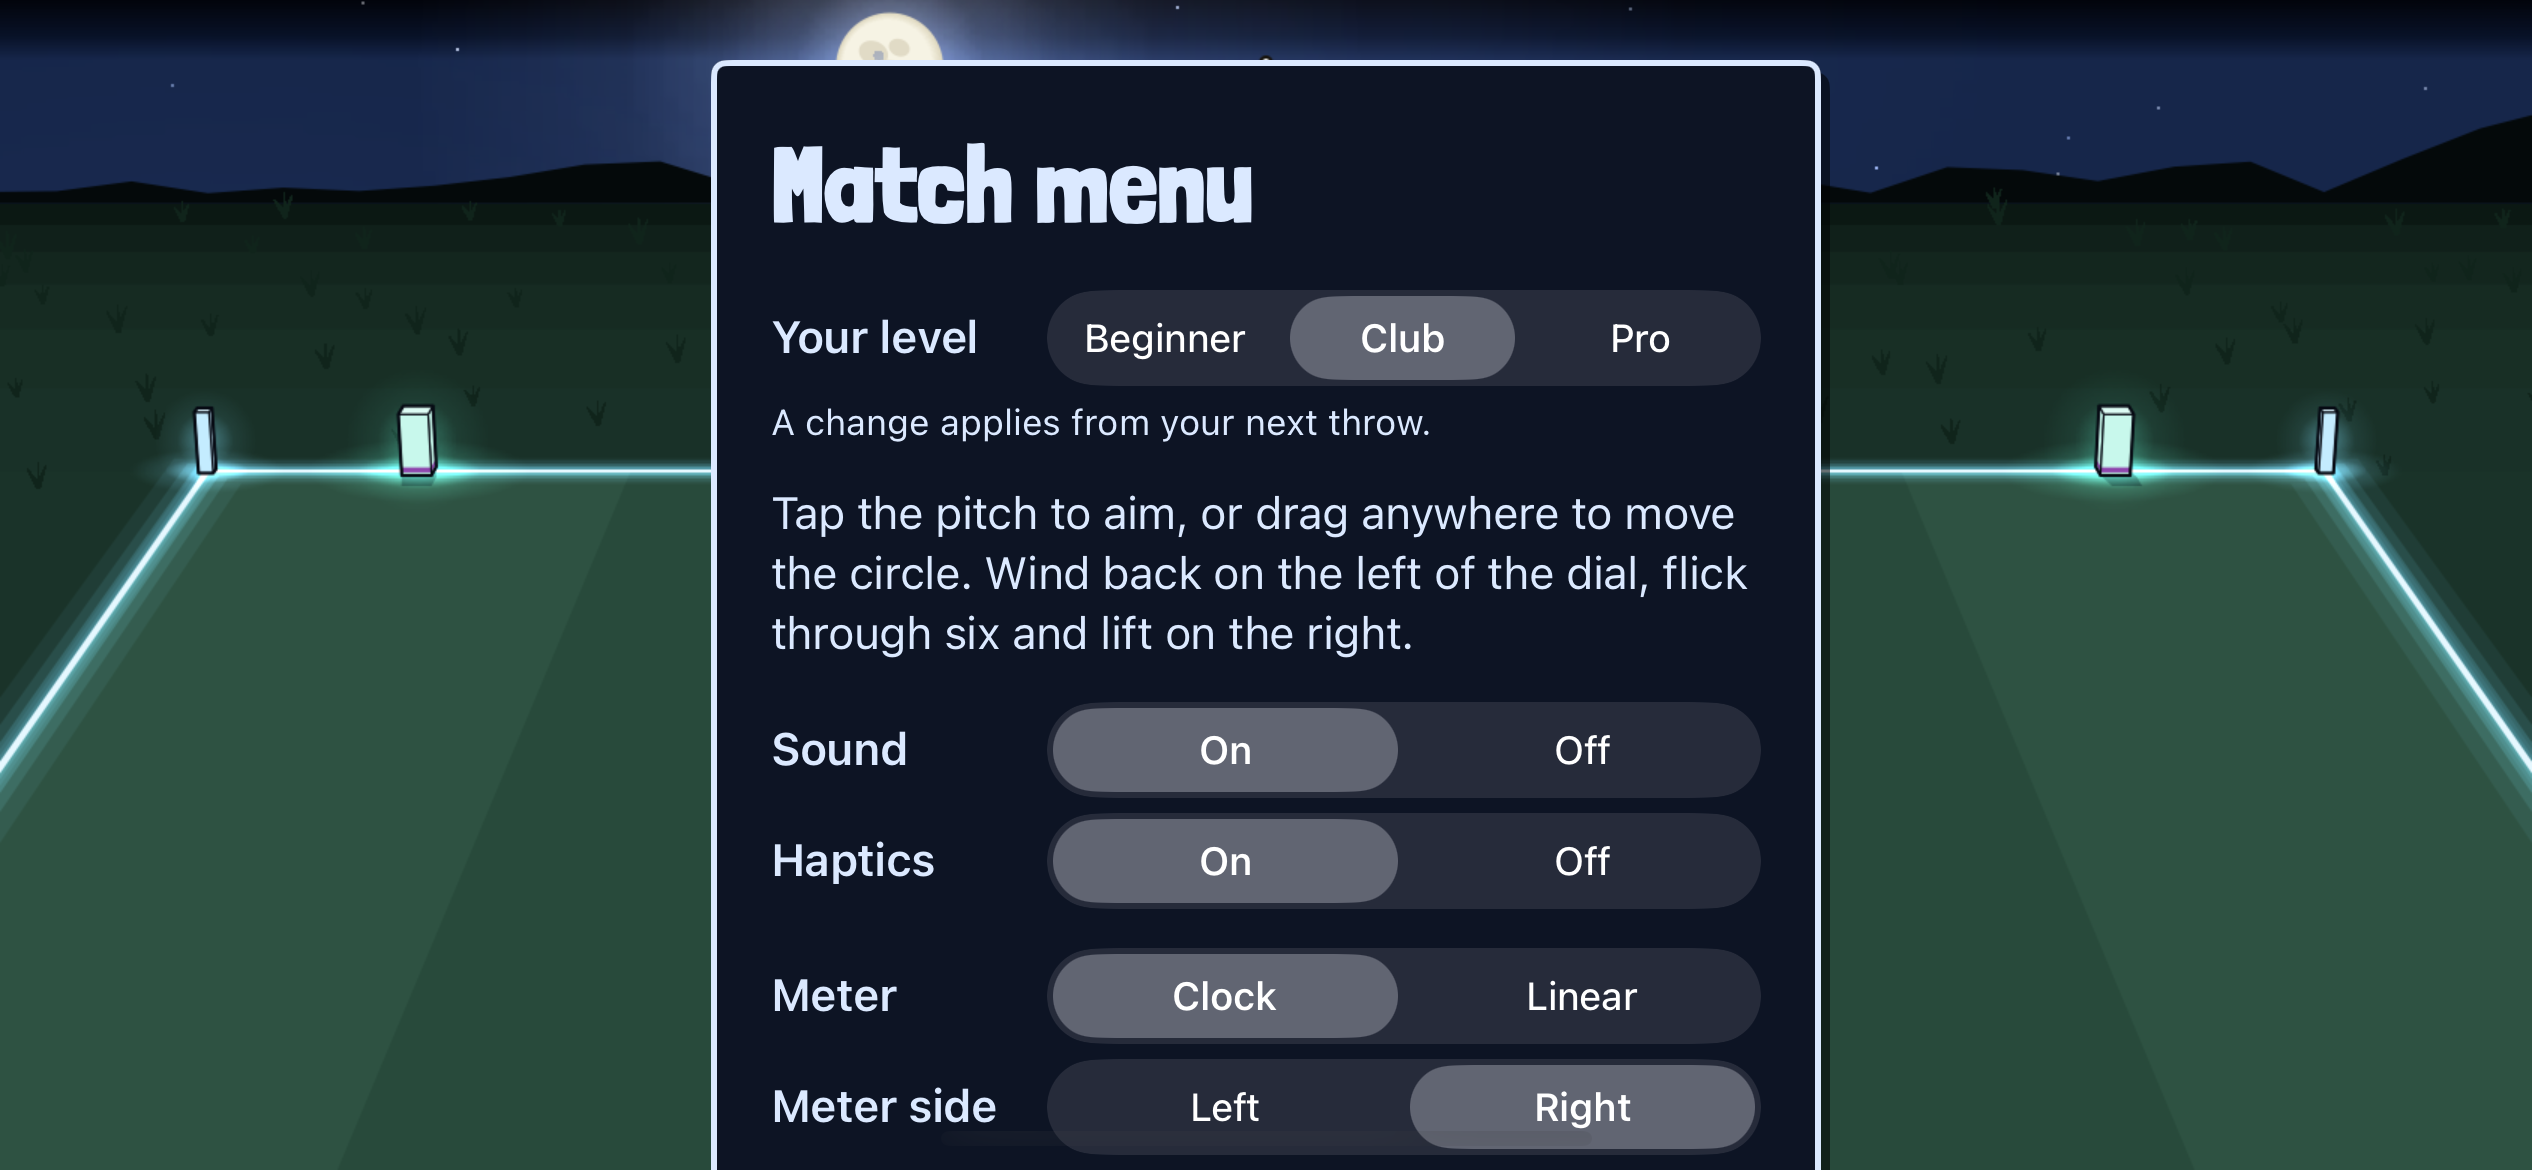 Match menu
Your level Beginner Club Pro
A change applies from your next throw.
Tap the pitch to aim, or drag anywhere to move
the circle. Wind back on the left of the dial, flick
through six and lift on the right.
Sound On Off
Haptics On Off
Meter Clock Linear
Meter side Left Right